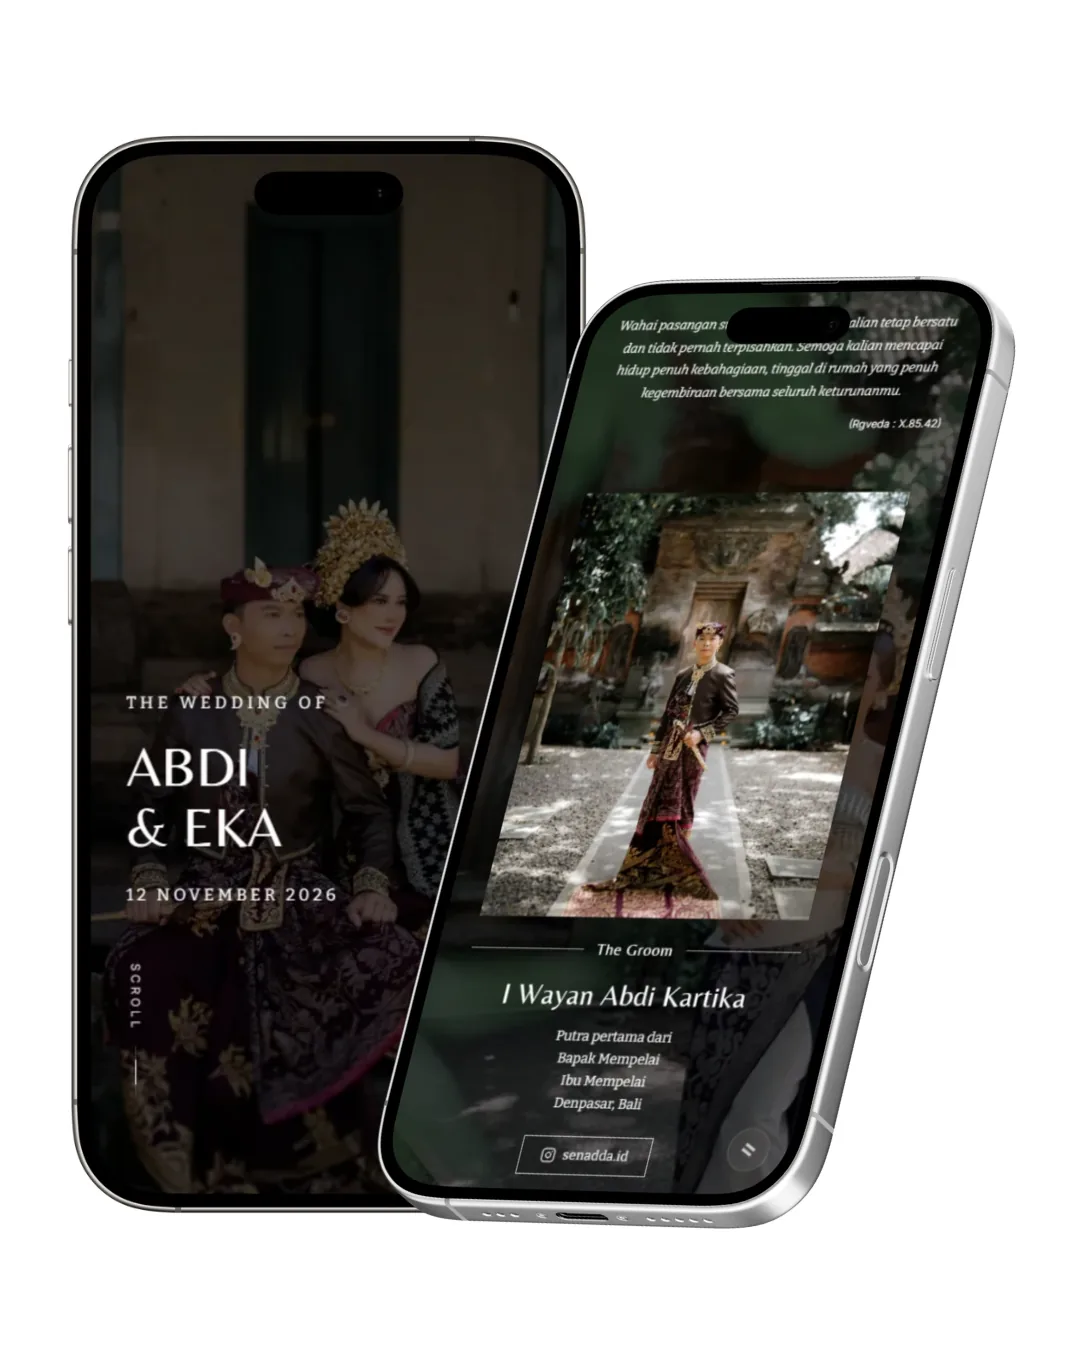 THE WEDDING OF
ABDI
& EKA
12 NOVEMBER 2026
SCROLL
Wahai pasangan alian tetap bersatu
dan tidak pernah terpisahkan. Semoga kalian mencapai
hidup penuh kebahagiaan, tinggal di rumah yang penuh
kegembiraan bersama seluruh keturunanmu.
(Rgveda : X.85.42)
The Groom
I Wayan Abdi Kartika
Putra pertama dari
Bapak Mempelai
Ibu Mempelai
Denpasar, Bali
senadda.id